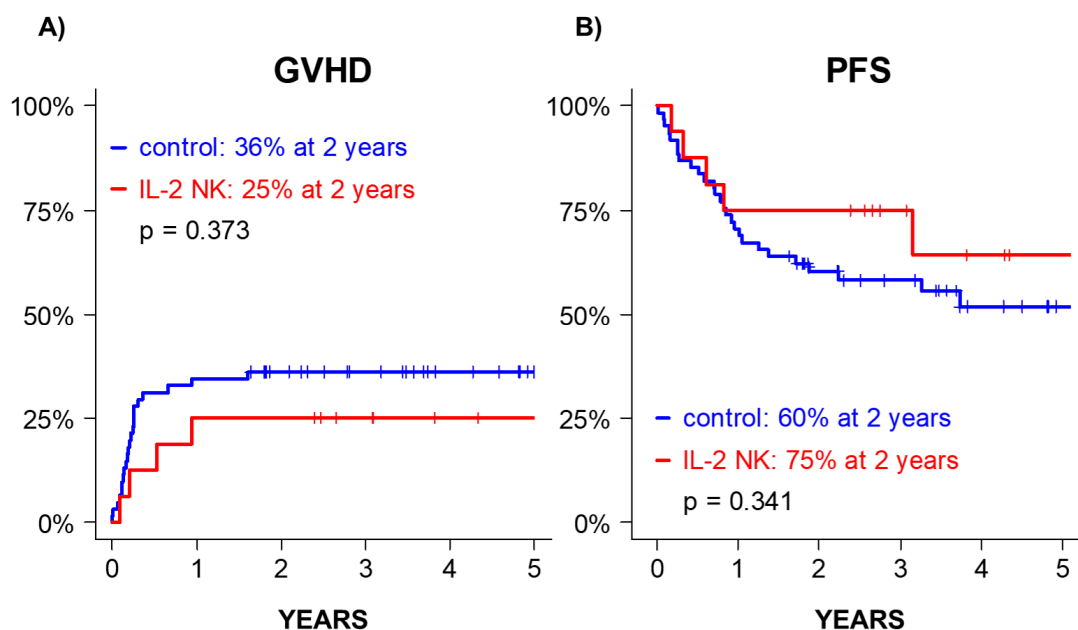 A)
GVHD
100%
75%
50%
25%
0%
control: 36% at 2 years
IL-2 NK: 25% at 2 years
p = 0.373
0 1 2 3 4 5
YEARS
B)
PFS
100%
75%
50%
25%
0%
control: 60% at 2 years
IL-2 NK: 75% at 2 years
p = 0.341
0 1 2 3 4 5
YEARS